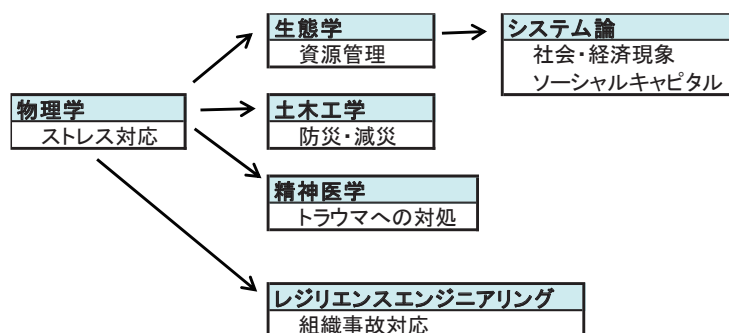 生態学
資源管理
システム論
社会・経済現象
ソーシャルキャピタル
物理学
ストレス対応
土木工学
防災・減災
精神医学
トラウマへの対処
レジリエンスエンジニアリング
組織事故対応